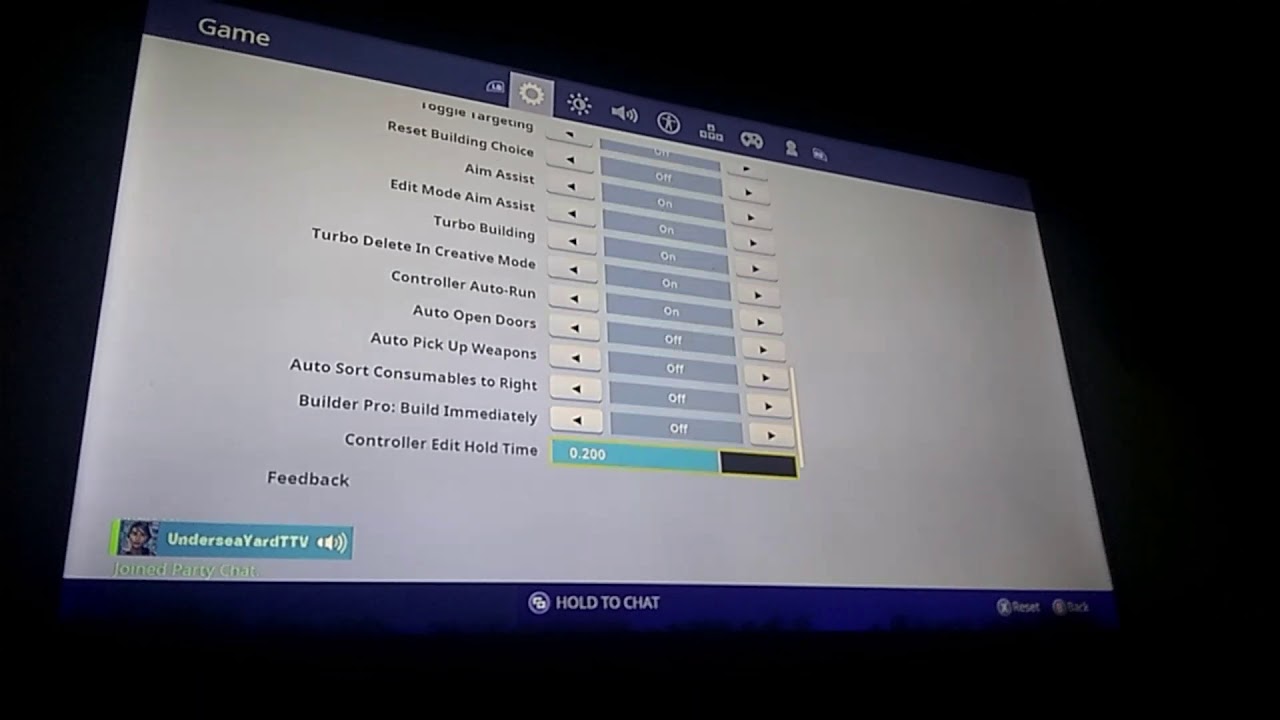 Game
LB
Toggle Targeting Off
Reset Building Choice Off
Aim Assist On
Edit Mode Aim Assist On
Turbo Building On
Turbo Delete In Creative Mode On
Controller Auto-Run On
Auto Open Doors Off
Auto Pick Up Weapons Off
Auto Sort Consumables to Right Off
Builder Pro: Build Immediately Off
Controller Edit Hold Time 0.200
Feedback
UnderseaYardTTV
Joined Party Chat
HOLD TO CHAT
X Reset B Back